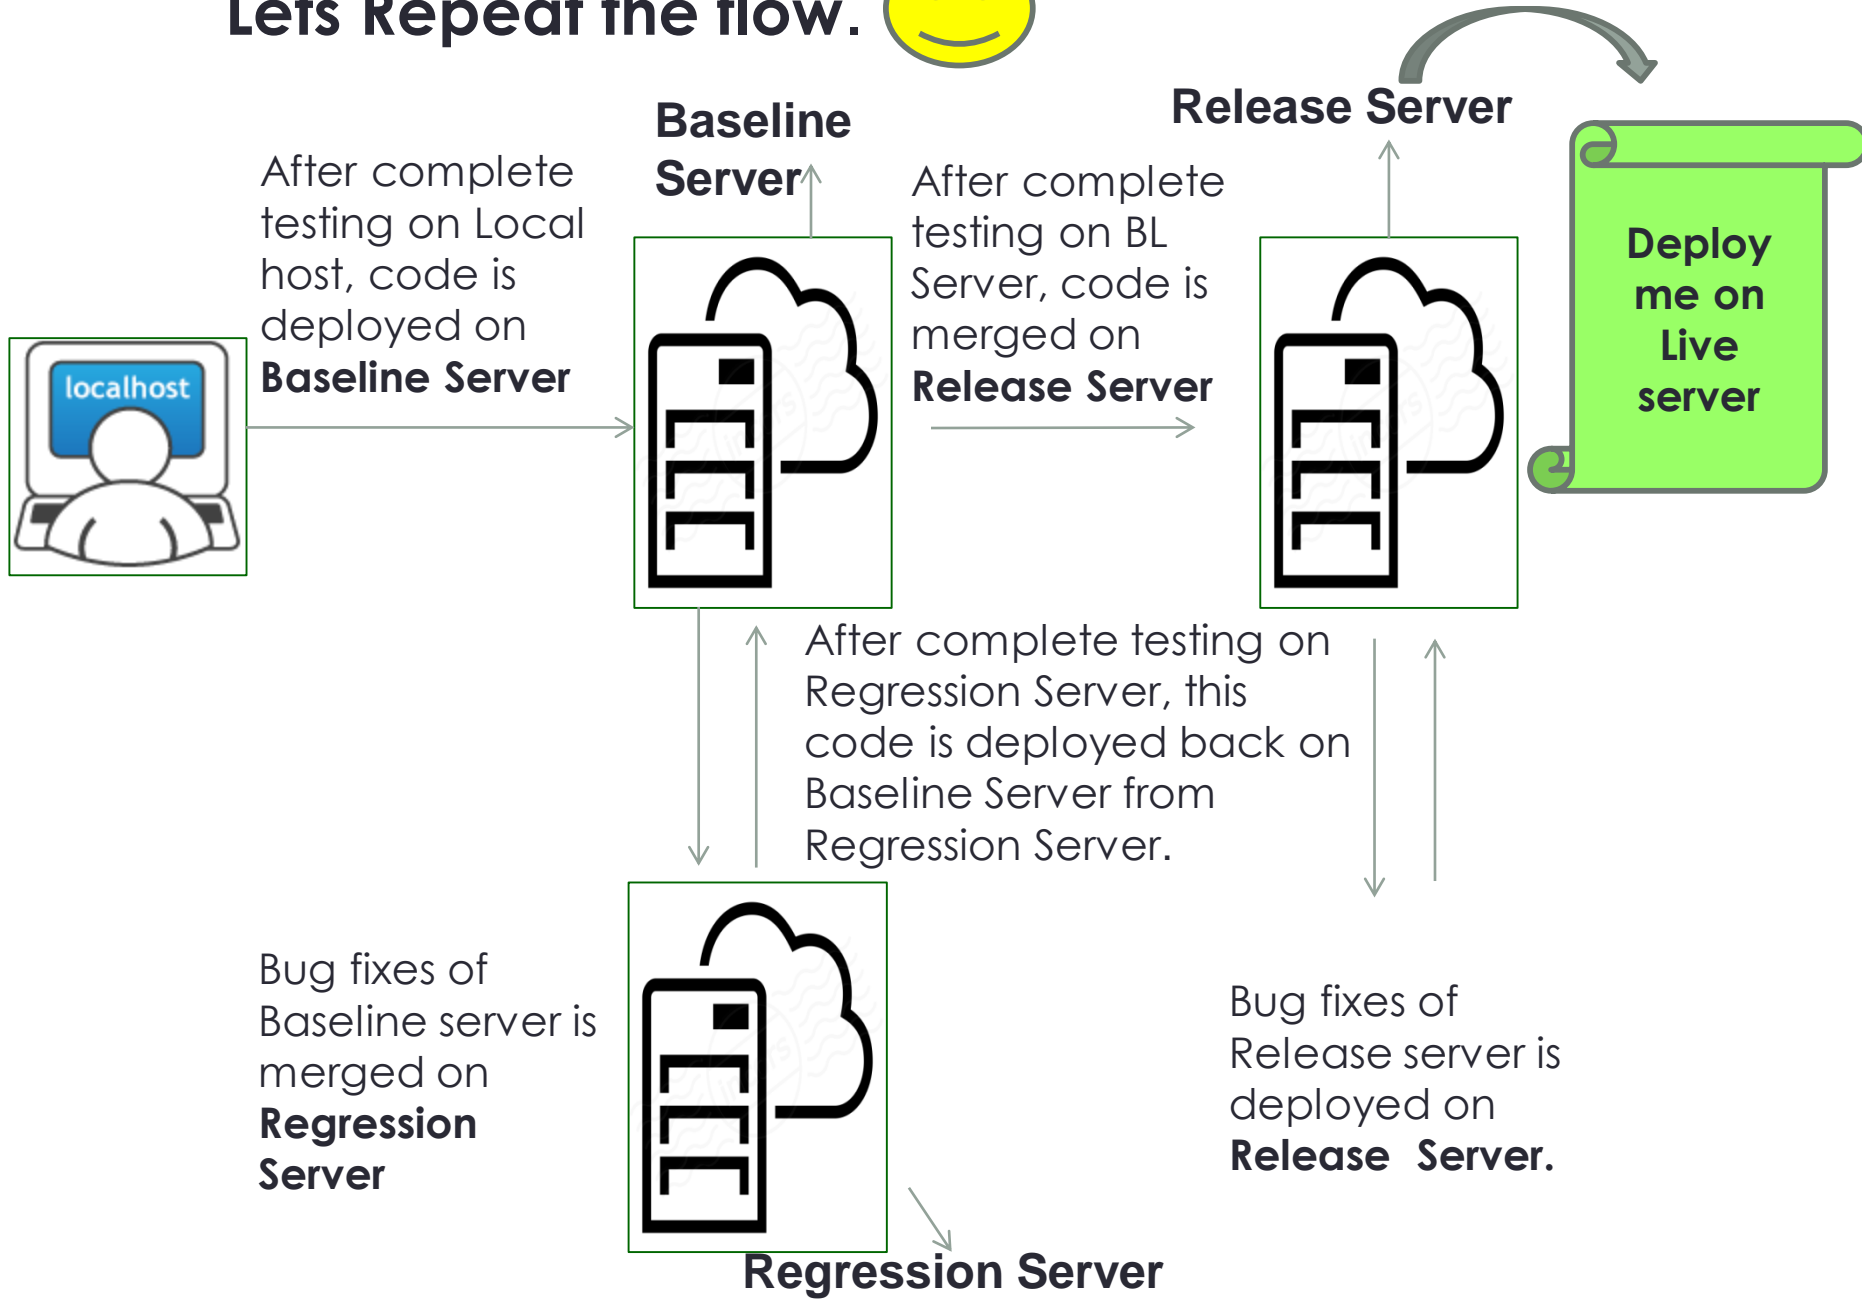 Lets Repeat the flow.
Baseline
Server
Release Server
After complete
testing on Local
host, code is
deployed on
Baseline Server
After complete
testing on BL
Server, code is
merged on
Release Server
Deploy
me on
Live
server
localhost
After complete testing on
Regression Server, this
code is deployed back on
Baseline Server from
Regression Server.
Bug fixes of
Baseline server is
merged on
Regression
Server
Bug fixes of
Release server is
deployed on
Release  Server.
Regression Server